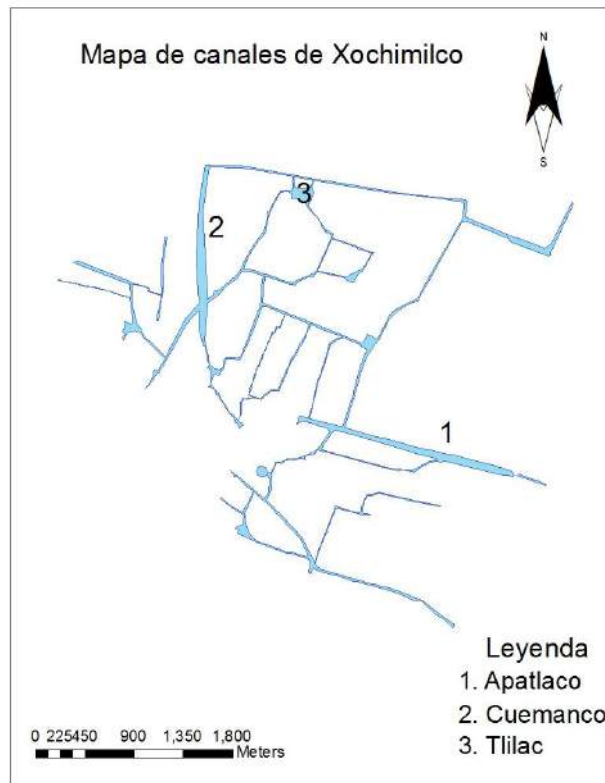 Mapa de canales de Xochimilco
N
S
3
2
1
Leyenda
1. Apatlaco
2. Cuemanco
3. Tlilac
0 225450 900 1,350 1,800
Meters